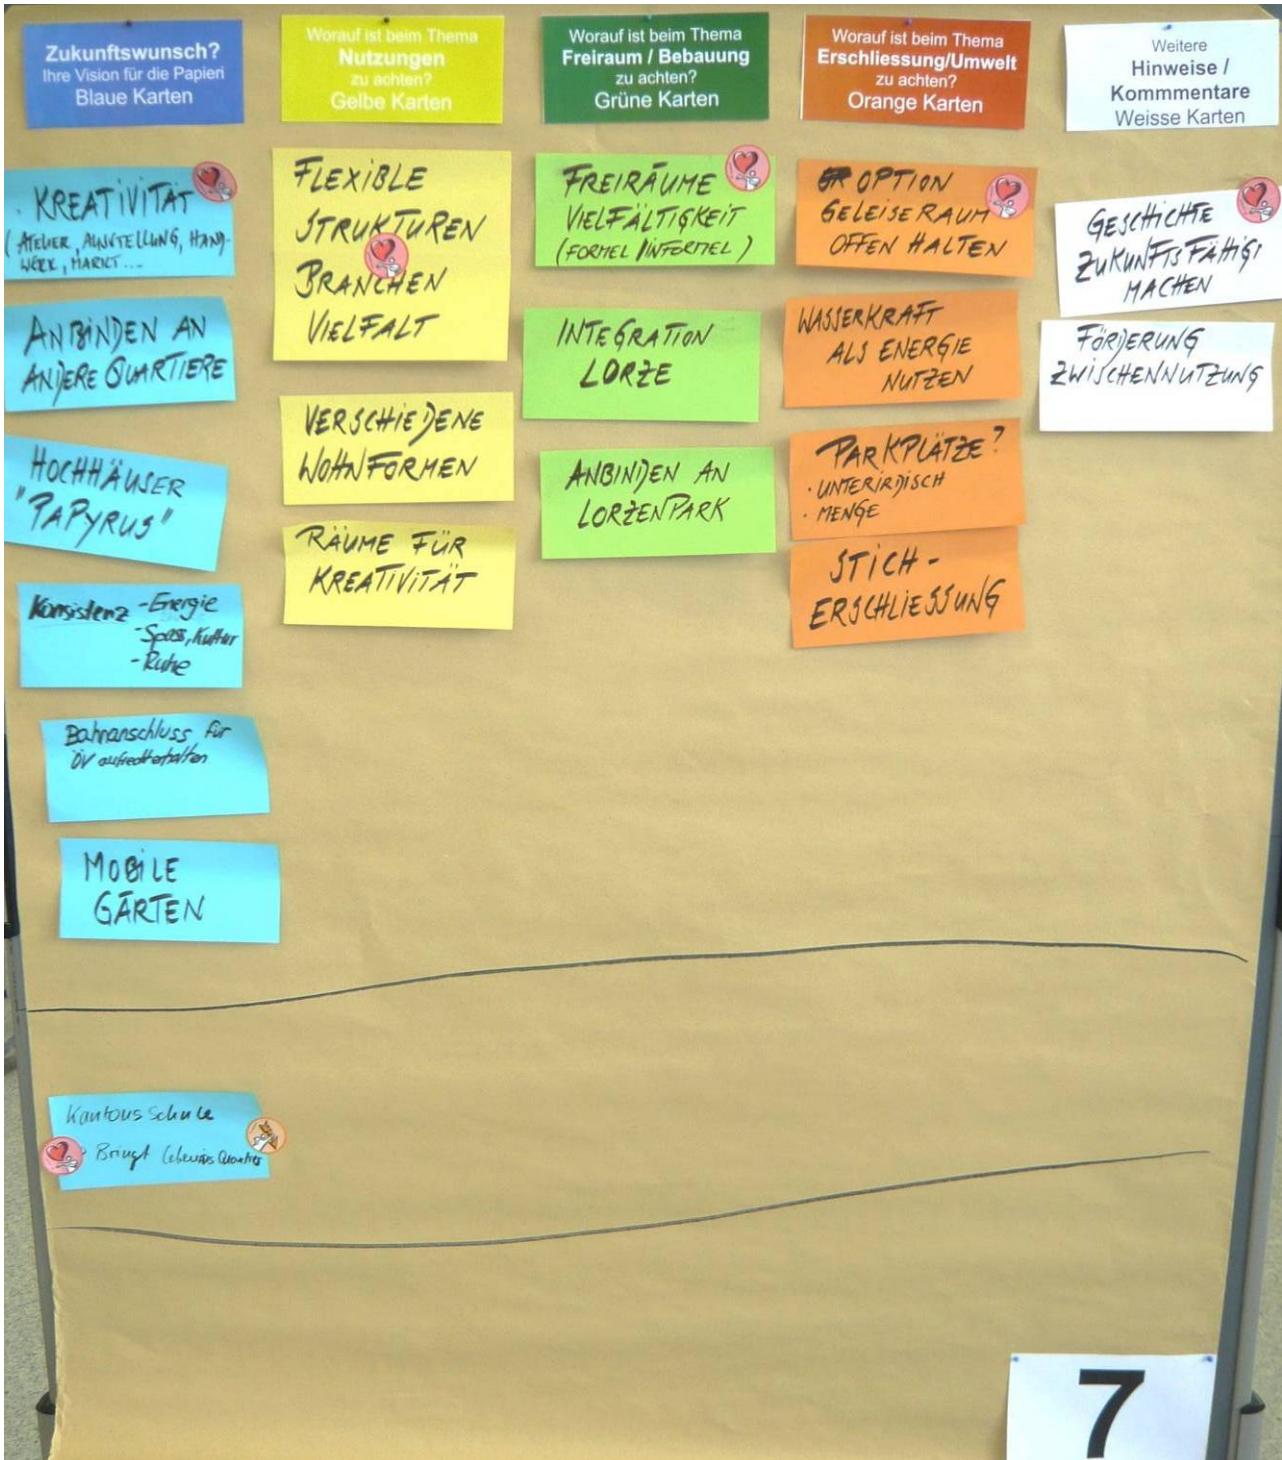 Zukunftswunsch?
Ihre Vision für die Papieri
Blaue Karten
KREATIVITÄT
(ATELIER, AUSSTELLUNG, HAND-
WERK, MARKT...
ANBINDEN AN
ANDERE QUARTIERE
HOCHHÄUSER
"PAPYRUS"
Konsistenz - Energie
- Spass, Kultur
- Ruhe
Bahnanschluss für
ÖV aufrechterhalten
MOBILE
GÄRTEN
Kantonsschule
Bringt Leben ins Quartier
Worauf ist beim Thema
Nutzungen
zu achten?
Gelbe Karten
FLEXIBLE
STRUKTUREN
BRANCHEN
VIELFALT
VERSCHIEDENE
WOHNFORMEN
RÄUME FÜR
KREATIVITÄT
Worauf ist beim Thema
Freiraum / Bebauung
zu achten?
Grüne Karten
FREIRÄUME
VIELFÄLTIGKEIT
(FORMEL / INFORMEL)
INTEGRATION
LORZE
ANBINDEN AN
LORZENPARK
Worauf ist beim Thema
Erschliessung/Umwelt
zu achten?
Orange Karten
OPTION
GELEISERAUM
OFFEN HALTEN
WASSERKRAFT
ALS ENERGIE
NUTZEN
PARKPLÄTZE?
· UNTERIRDISCH
· MENGE
STICH-
ERSCHLIESSUNG
Weitere
Hinweise /
Kommmentare
Weisse Karten
GESCHICHTE
ZUKUNFTSFÄHIG
MACHEN
FÖRDERUNG
ZWISCHENNUTZUNG
7